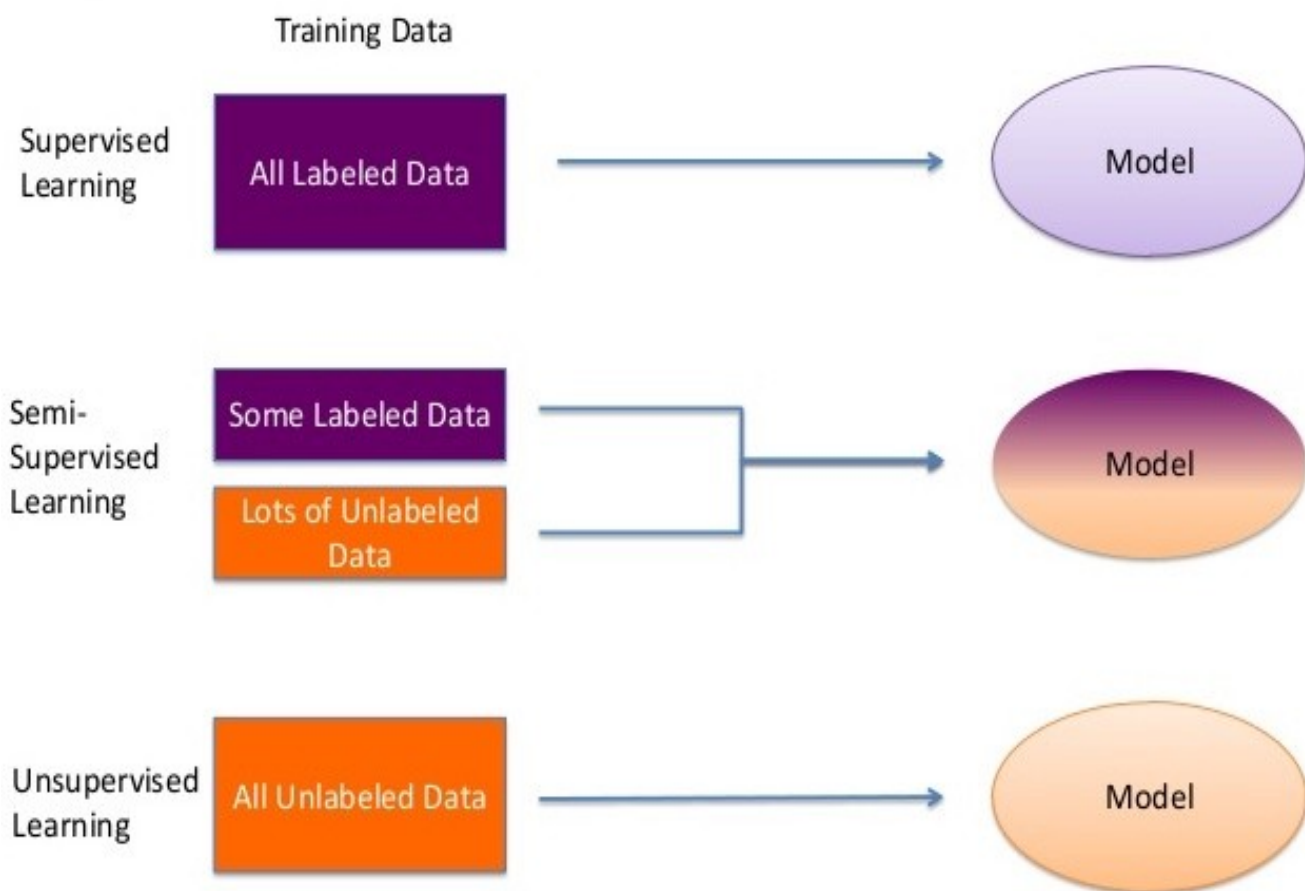 Training Data
Supervised
Learning
All Labeled Data
Model
Semi-
Supervised
Learning
Some Labeled Data
Lots of Unlabeled
Data
Model
Unsupervised
Learning
All Unlabeled Data
Model